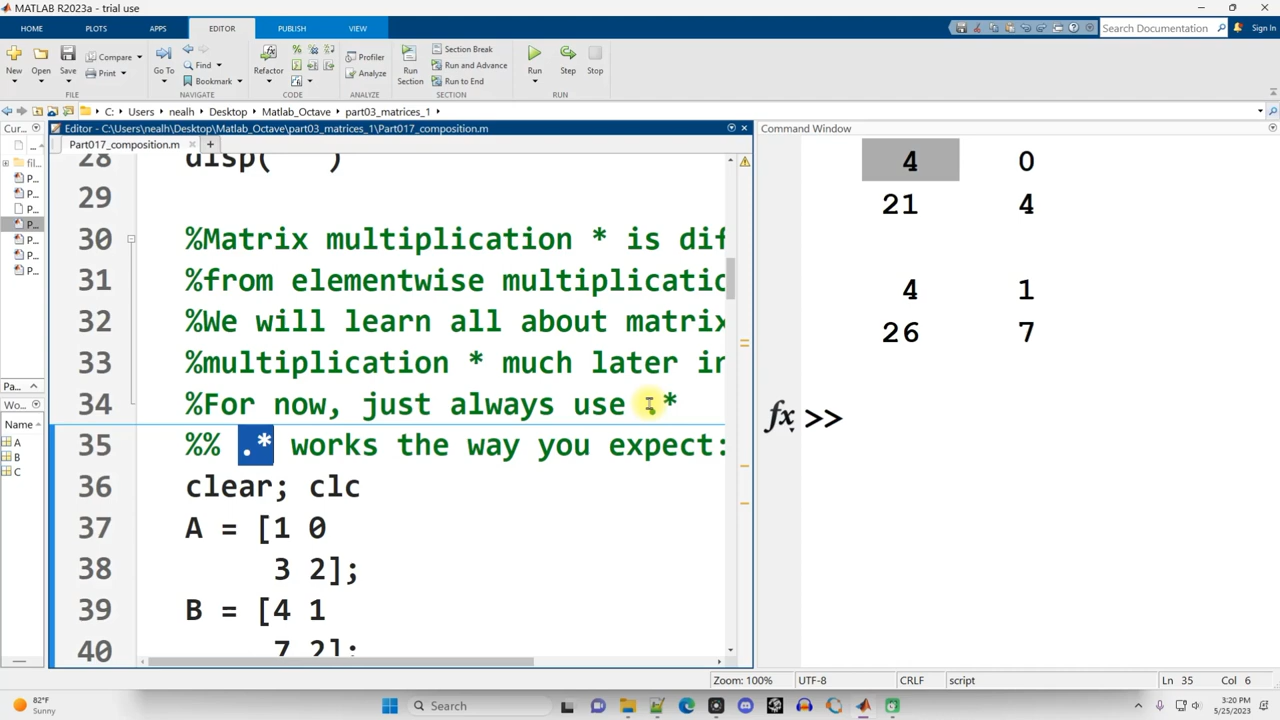 MATLAB R2023a - trial use
HOME PLOTS APPS EDITOR PUBLISH VIEW
Search Documentation Sign In
New Open Save Compare Print Go To Find Bookmark Refactor Profiler Analyze Run Section Section Break Run and Advance Run to End Run Step Stop
FILE NAVIGATE CODE ANALYZE SECTION RUN
C: Users nealh Desktop Matlab_Octave part03_matrices_1
Cur... Editor - C:\Users\nealh\Desktop\Matlab_Octave\part03_matrices_1\Part017_composition.m Command Window
Part017_composition.m
28 disp(" ")
29
30 %Matrix multiplication * is dif
31 %from elementwise multiplicatio
32 %We will learn all about matrix
33 %multiplication * much later in
34 %For now, just always use .*
35 %% .* works the way you expect:
36 clear; clc
37 A = [1 0
38 3 2];
39 B = [4 1
40 7 2];
4 0
21 4
4 1
26 7
fx >>
... fil... P... P... P... P... P... P... P...
Pa...
Wo...
Name
A
B
C
Zoom: 100% UTF-8 CRLF script Ln 35 Col 6
82°F
Sunny
Search
3:20 PM
5/25/2023